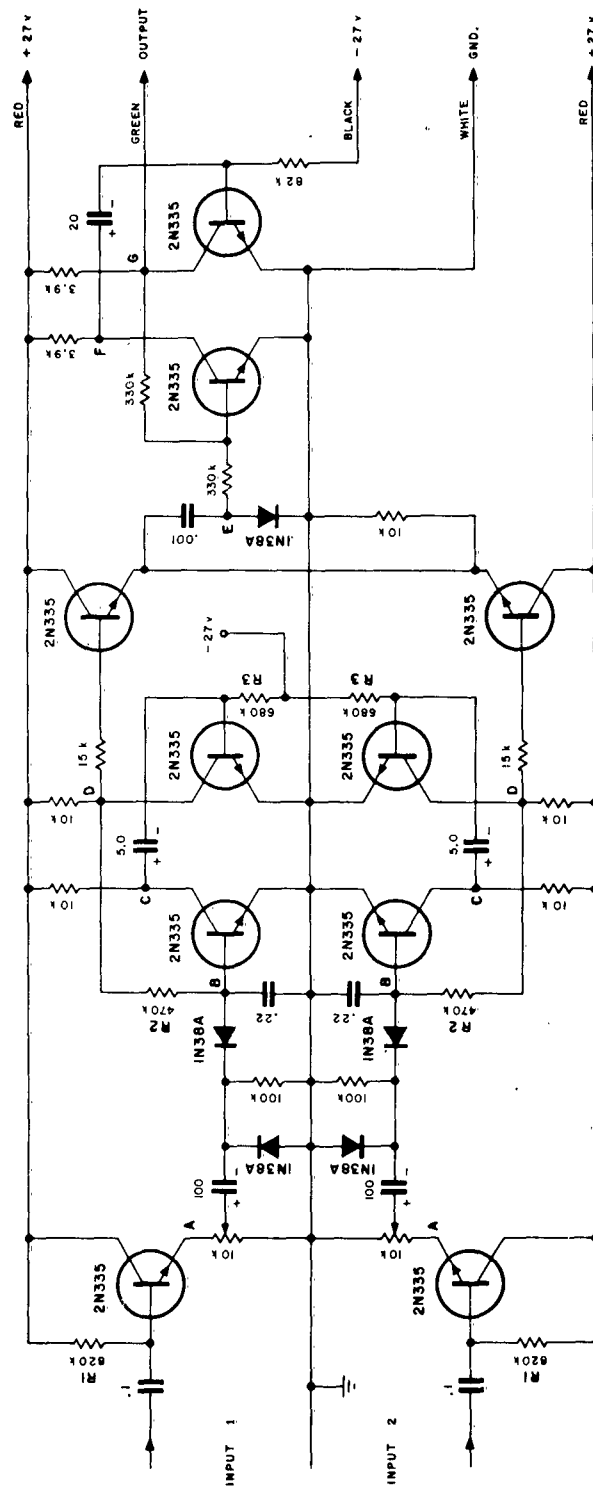 RED
+27 v
R1
820k
.1
2N335
A
10k
100
+ -
1N38A
100k
1N38A
B
R2
470k
.22
2N335
C
10k
5.0
+ -
D
10k
2N335
15k
R3
680k
-27v
2N335
.001
E
1N38A
330k
330k
2N335
F
3.9k
20
+ -
G
3.9k
2N335
82k
GREEN
OUTPUT
BLACK
-27v
WHITE
GND.
INPUT 1
INPUT 2
.1
R1
820k
2N335
A
10k
100
+ -
1N38A
100k
1N38A
B
.22
R2
470k
2N335
C
10k
5.0
+ -
R3
680k
2N335
D
10k
15k
2N335
10k
RED
+27v